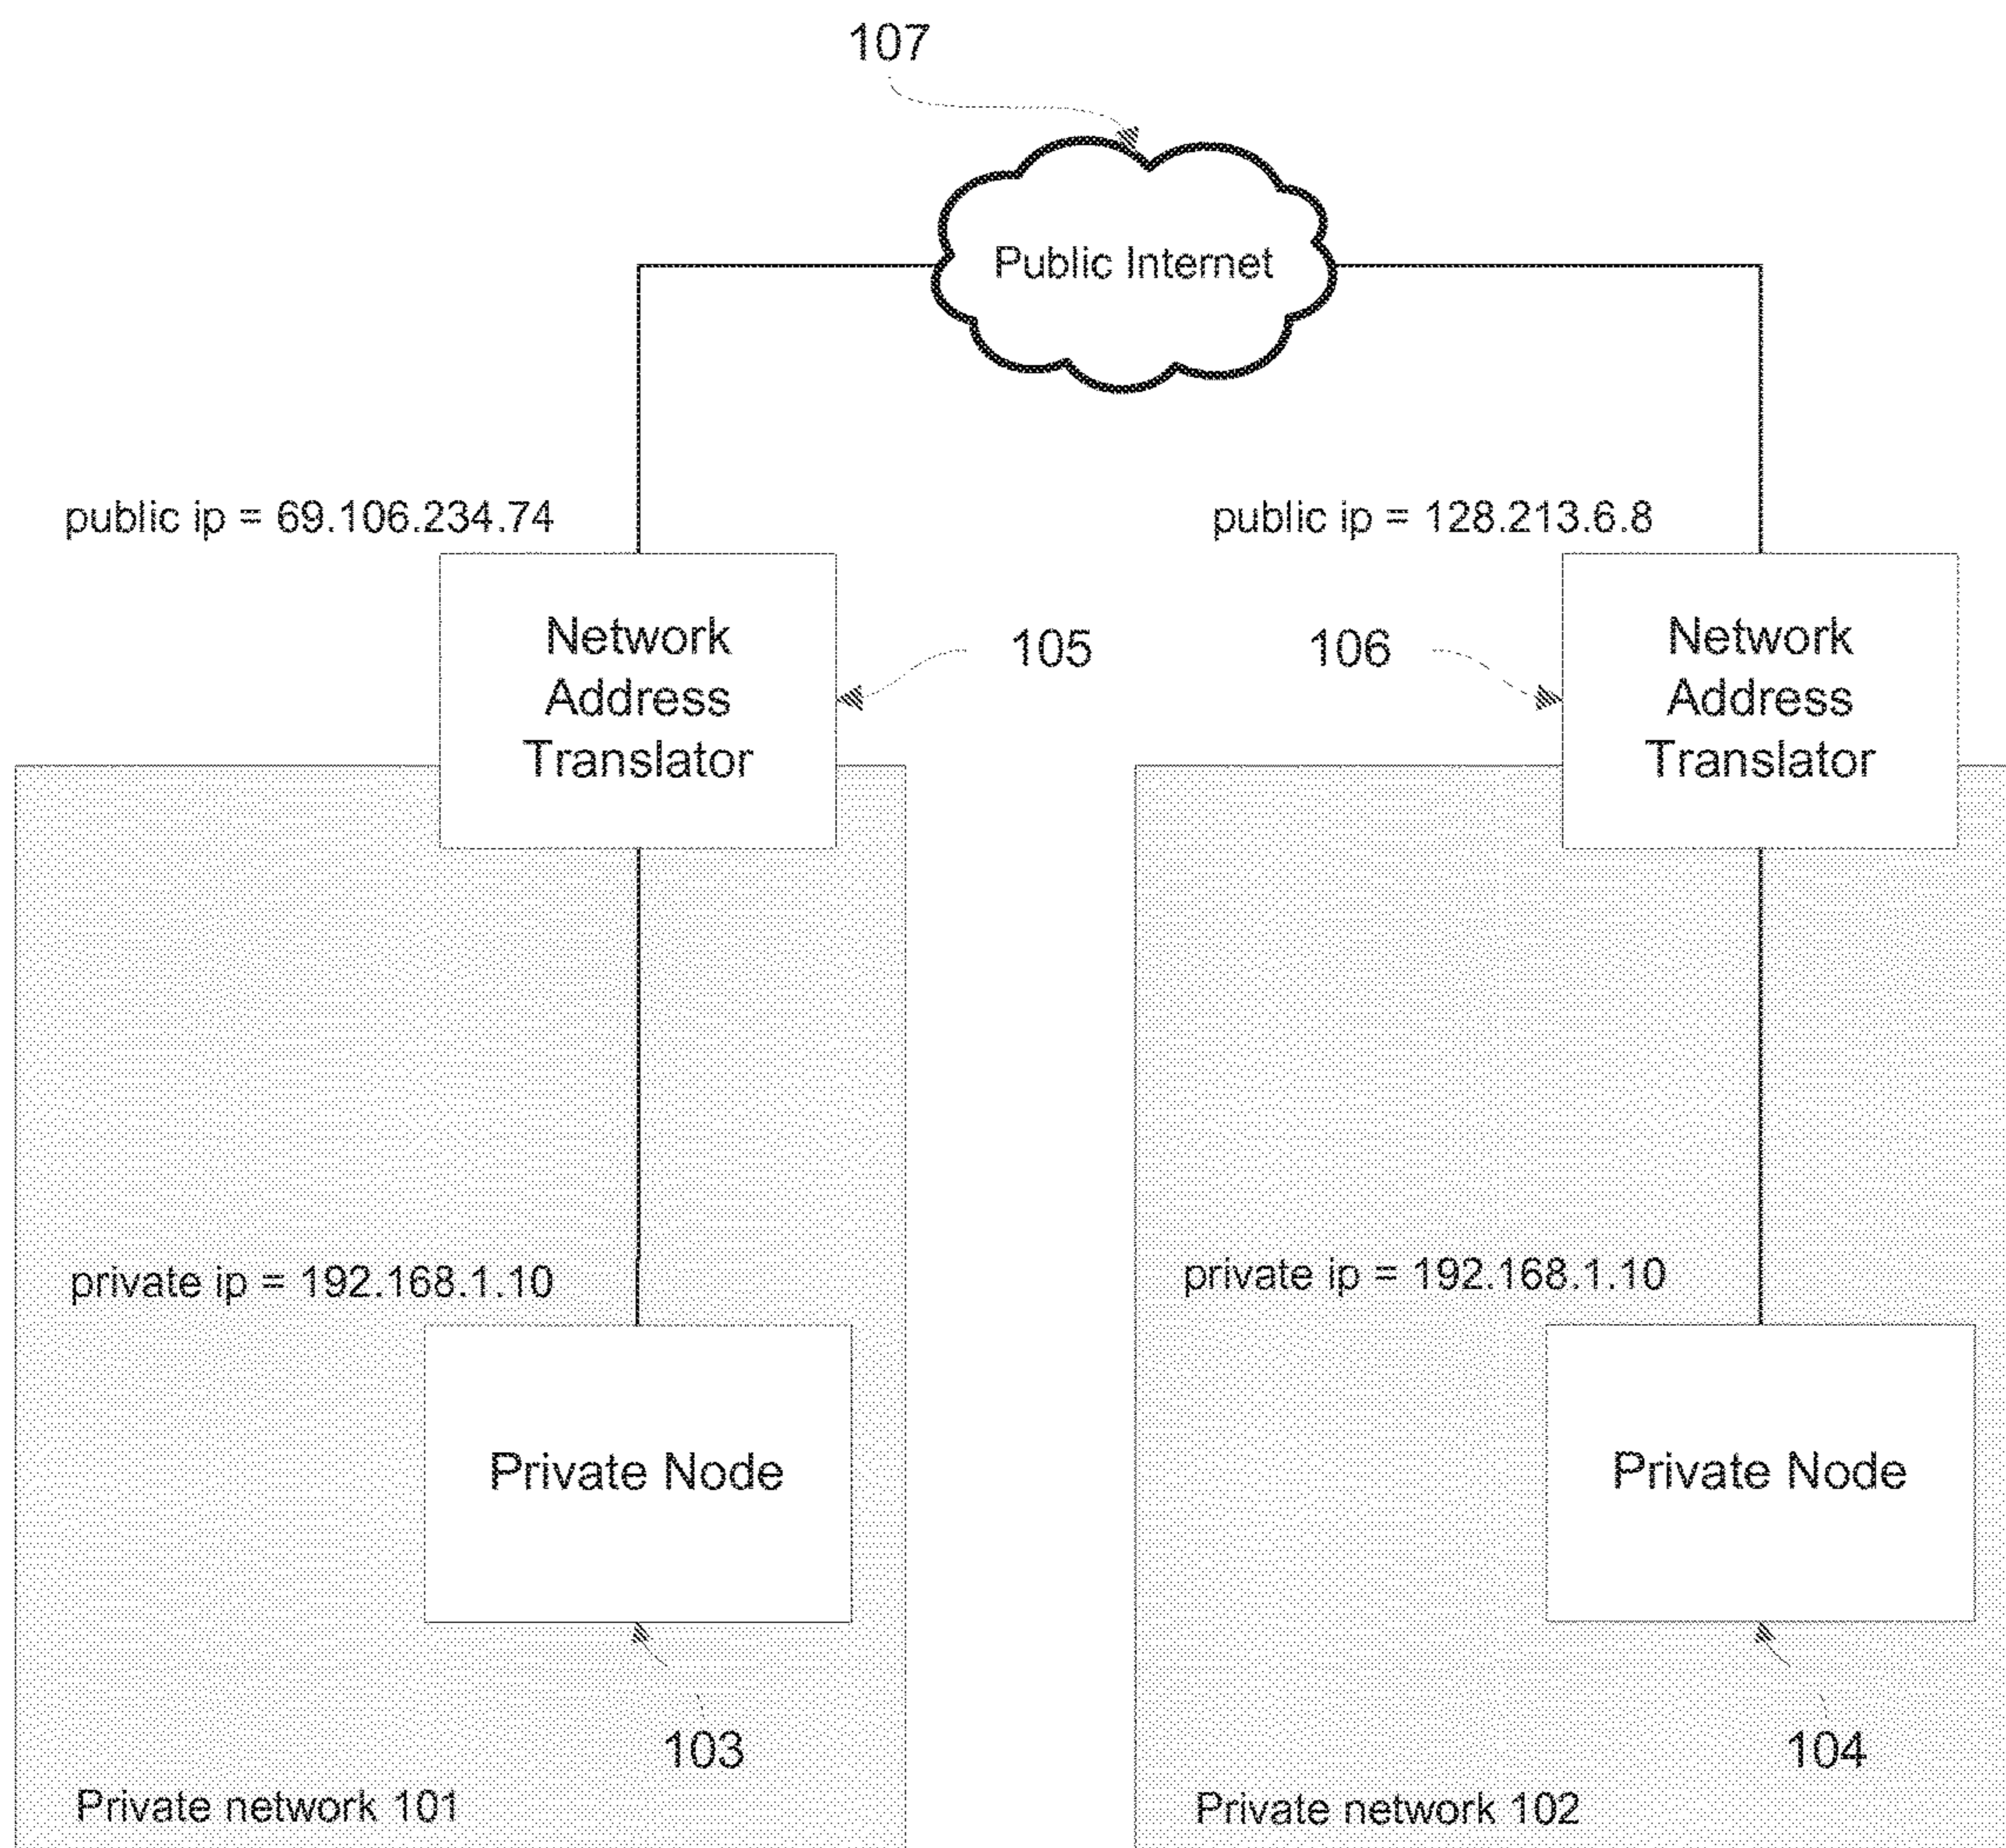 107
Public Internet
public ip = 69.106.234.74
public ip = 128.213.6.8
Network
Address
Translator
105
106
Network
Address
Translator
private ip = 192.168.1.10
private ip = 192.168.1.10
Private Node
Private Node
103
104
Private network 101
Private network 102